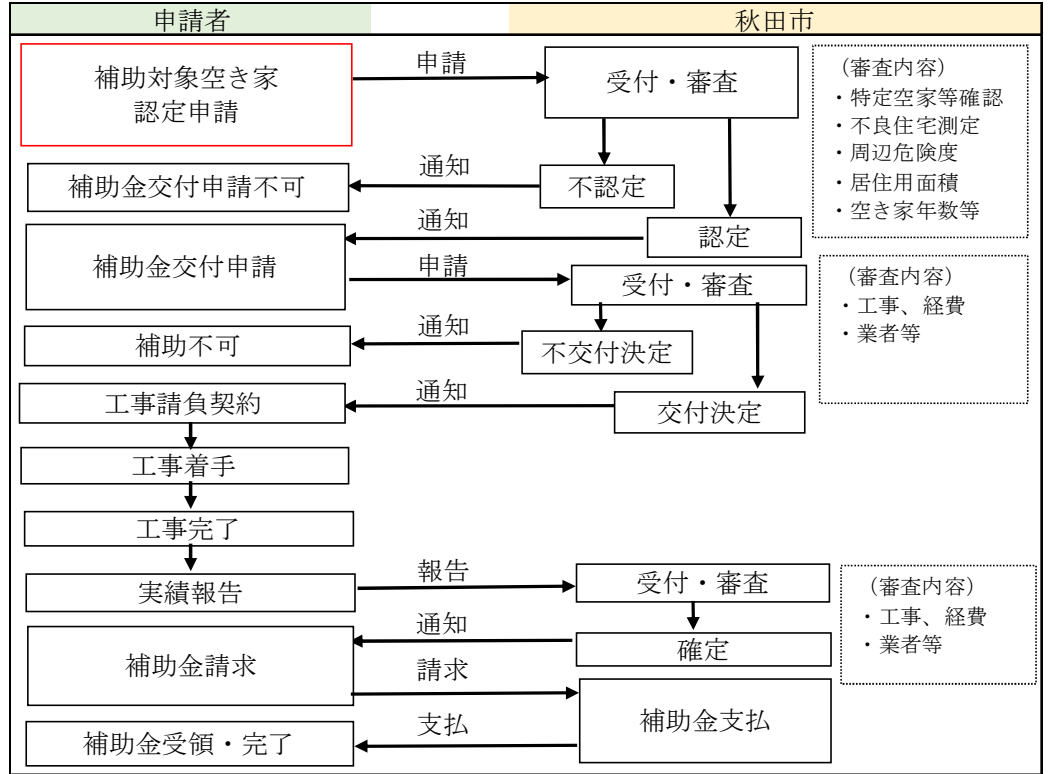 申請者
秋田市
補助対象空き家
認定申請
申請
受付・審査
(審査内容)
・特定空家等確認
・不良住宅測定
・周辺危険度
・居住用面積
・空き家年数等
補助金交付申請不可
通知
不認定
通知
認定
補助金交付申請
申請
受付・審査
(審査内容)
・工事、経費
・業者等
補助不可
通知
不交付決定
工事請負契約
通知
交付決定
工事着手
工事完了
実績報告
報告
受付・審査
(審査内容)
・工事、経費
・業者等
通知
確定
補助金請求
請求
補助金支払
支払
補助金受領・完了